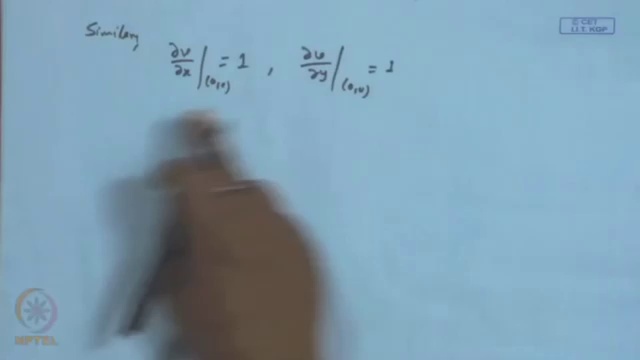 Similarly
© CET
I.I.T. KGP
∂v/∂x |(0,0) = 1 , ∂v/∂y |(0,0) = 1
NPTEL